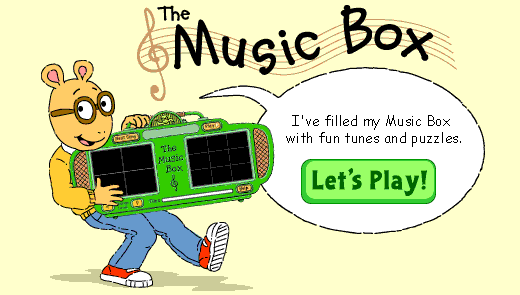 The
Music Box
I've filled my Music Box
with fun tunes and puzzles.
Let's Play!
The
Music
Box